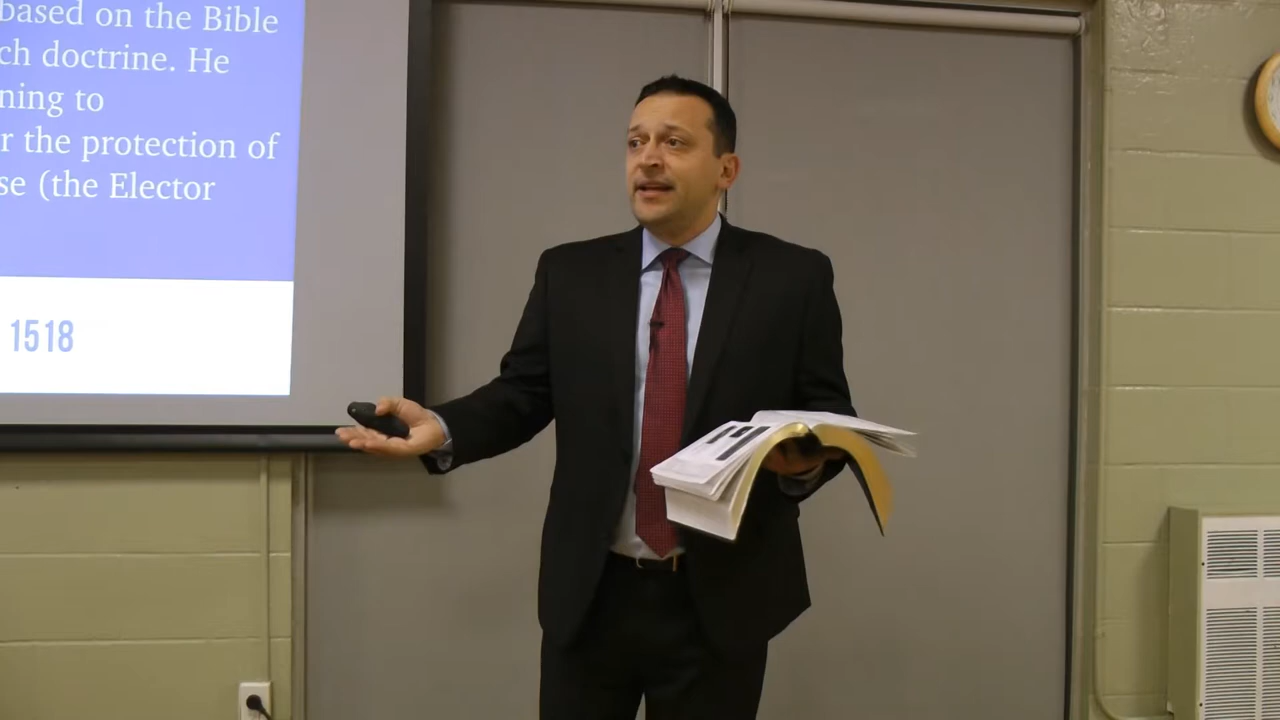 based on the Bible
ch doctrine. He
ning to
r the protection of
se (the Elector
1518